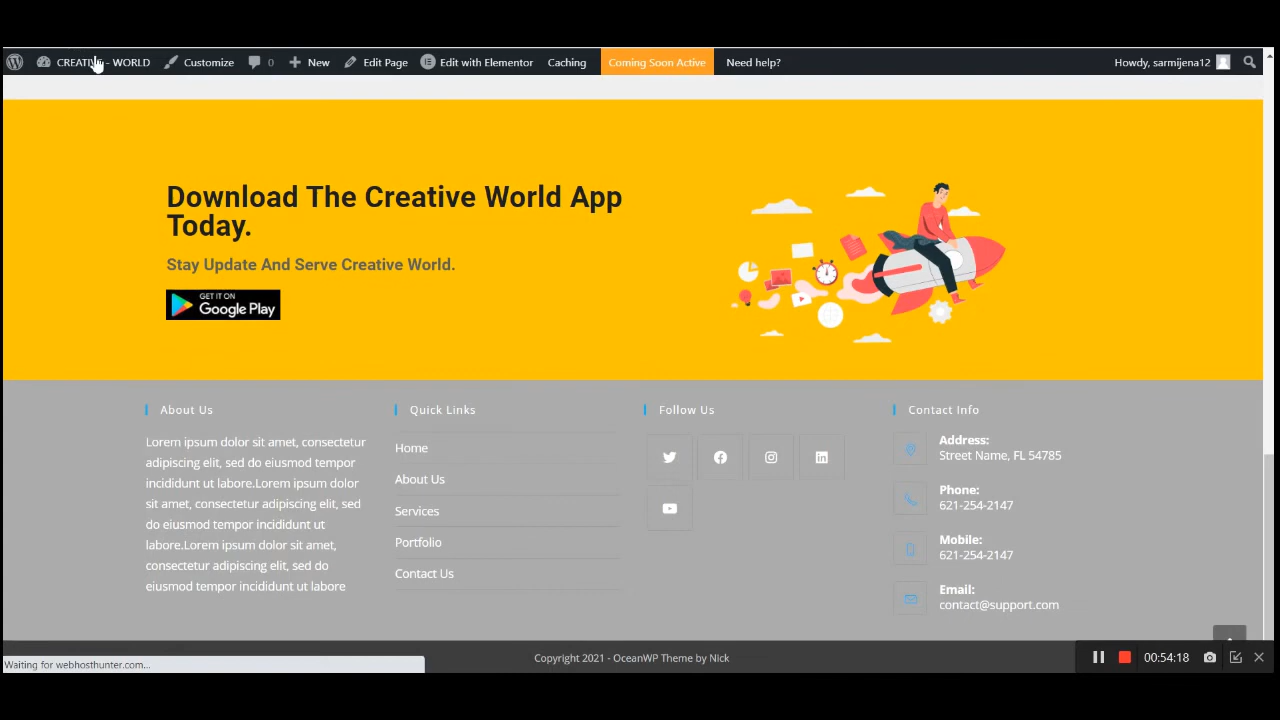 CREATIVE - WORLD Customize 0 New Edit Page Edit with Elementor Caching Coming Soon Active Need help? Howdy, sarmijena12
Download The Creative World App
Today.
Stay Update And Serve Creative World.
GET IT ON
Google Play
About Us
Lorem ipsum dolor sit amet, consectetur
adipiscing elit, sed do eiusmod tempor
incididunt ut labore.Lorem ipsum dolor
sit amet, consectetur adipiscing elit, sed
do eiusmod tempor incididunt ut
labore.Lorem ipsum dolor sit amet,
consectetur adipiscing elit, sed do
eiusmod tempor incididunt ut labore
Quick Links
Home
About Us
Services
Portfolio
Contact Us
Follow Us
Contact Info
Address:
Street Name, FL 54785
Phone:
621-254-2147
Mobile:
621-254-2147
Email:
contact@support.com
Waiting for webhosthunter.com...
Copyright 2021 - OceanWP Theme by Nick
00:54:18